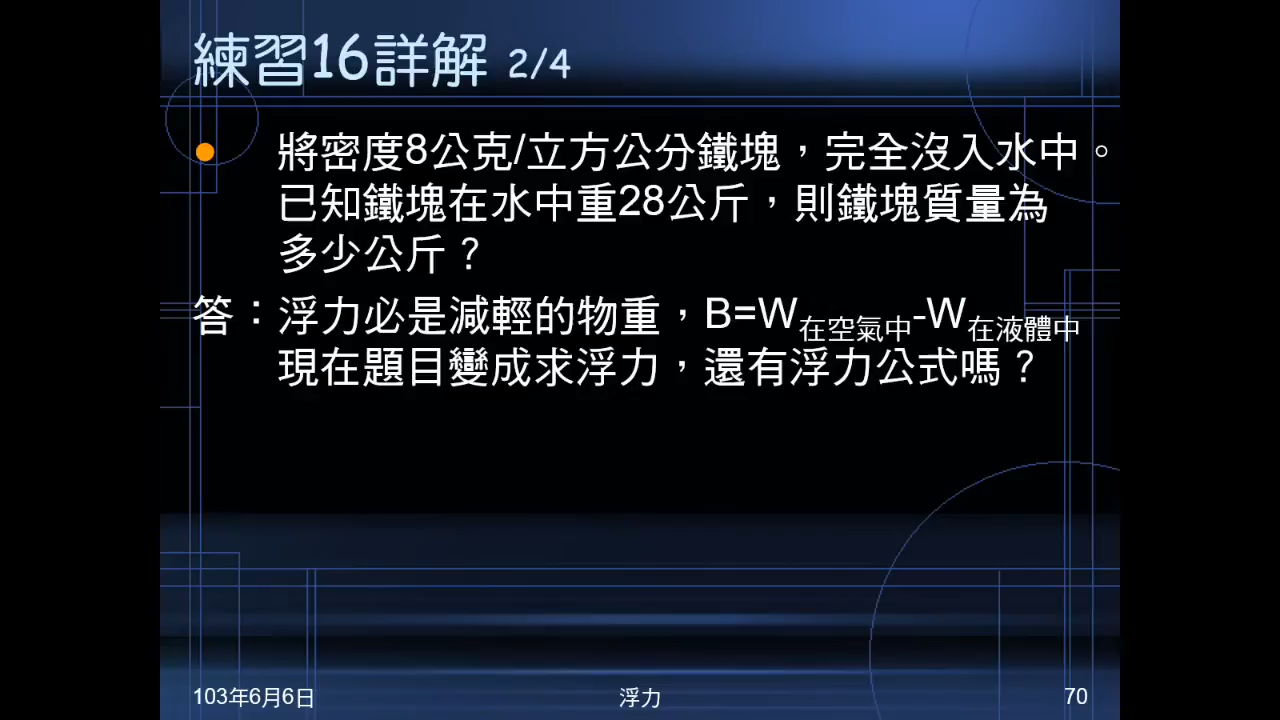 練習16詳解 2/4
將密度8公克/立方公分鐵塊，完全沒入水中。
已知鐵塊在水中重28公斤，則鐵塊質量為
多少公斤？
答：浮力必是減輕的物重，B=W在空氣中-W在液體中
現在題目變成求浮力，還有浮力公式嗎？
103年6月6日
浮力
70